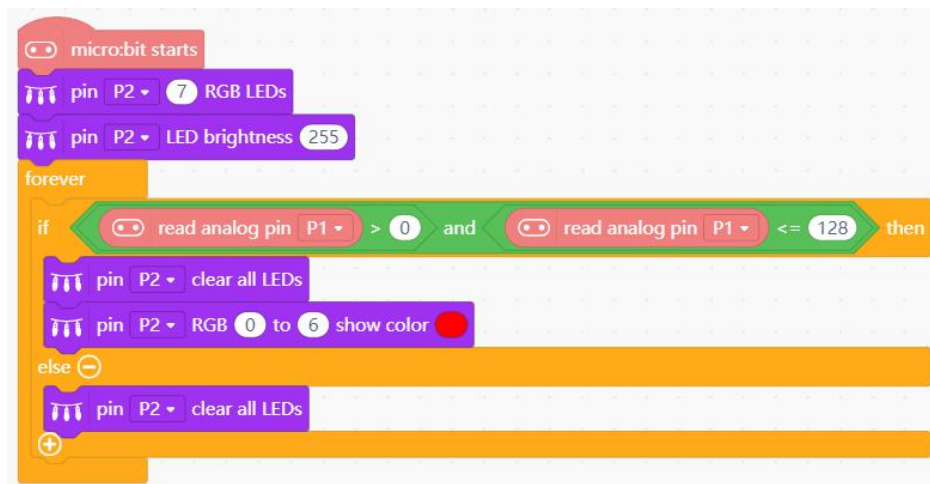 micro:bit starts
pin P2 7 RGB LEDs
pin P2 LED brightness 255
forever
if read analog pin P1 > 0 and read analog pin P1 <= 128 then
pin P2 clear all LEDs
pin P2 RGB 0 to 6 show color
else
pin P2 clear all LEDs